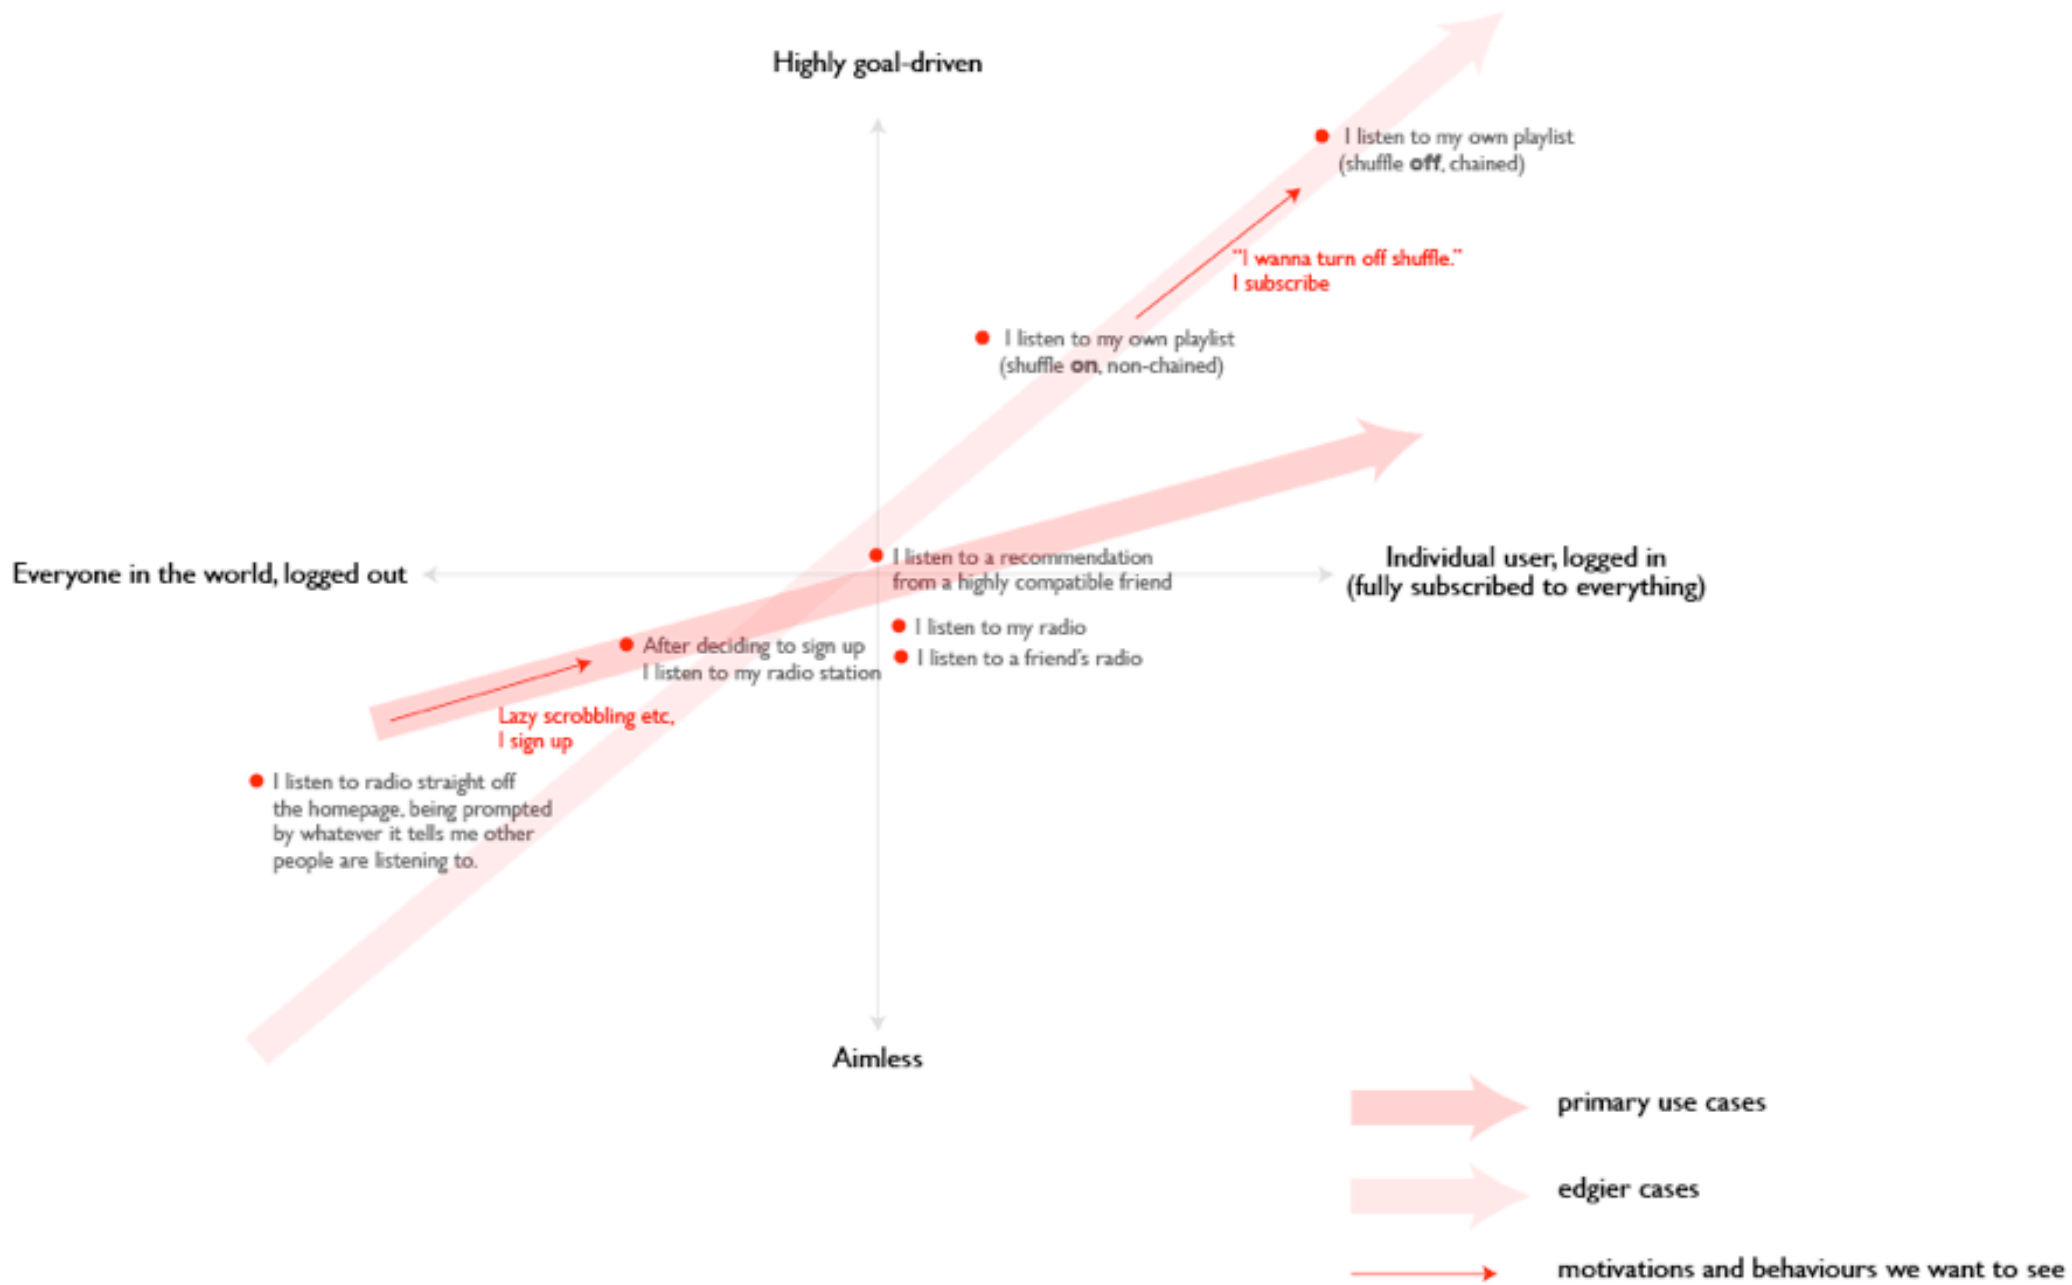 Highly goal-driven
I listen to my own playlist
(shuffle off, chained)
"I wanna turn off shuffle."
I subscribe
I listen to my own playlist
(shuffle on, non-chained)
Everyone in the world, logged out
I listen to a recommendation
from a highly compatible friend
Individual user, logged in
(fully subscribed to everything)
I listen to my radio
I listen to a friend's radio
After deciding to sign up
I listen to my radio station
Lazy scrobbling etc,
I sign up
I listen to radio straight off
the homepage, being prompted
by whatever it tells me other
people are listening to.
Aimless
primary use cases
edgier cases
motivations and behaviours we want to see